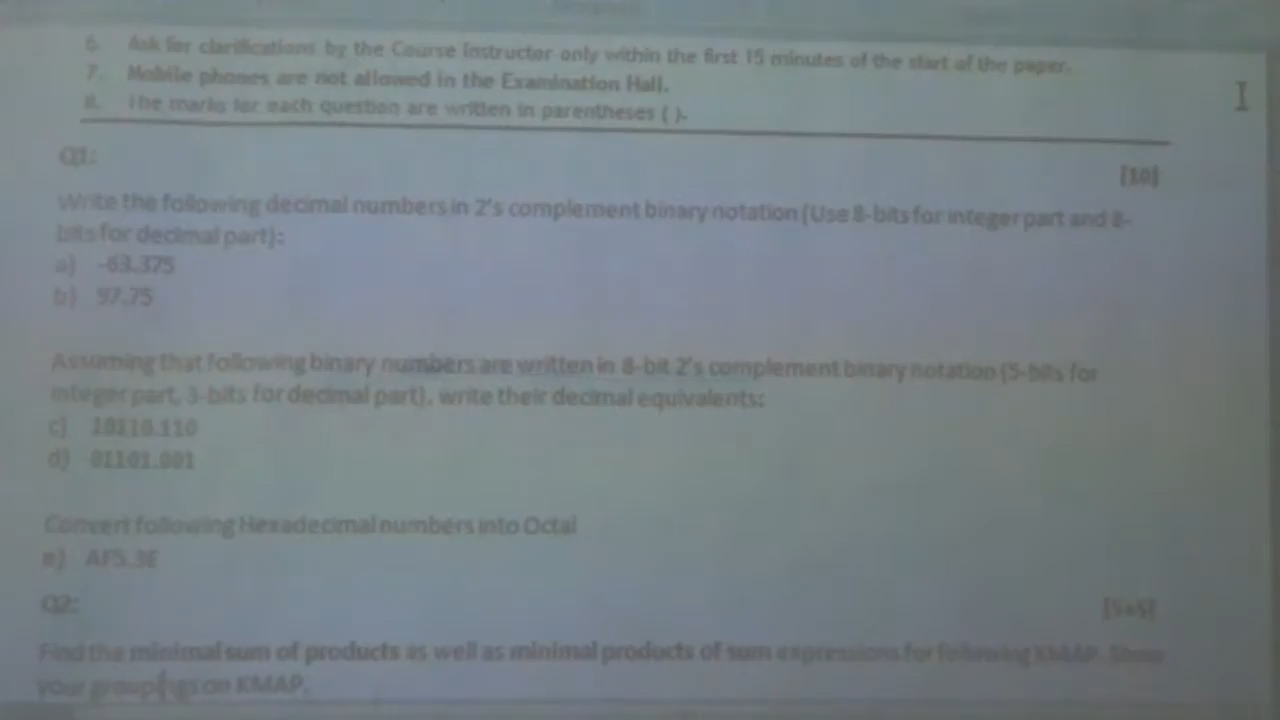 6. Ask for clarifications by the Course Instructor only within the first 15 minutes of the start of the paper.
7. Mobile phones are not allowed in the Examination Hall.
8. The marks for each question are written in parentheses ( ).
Q1:
[10]
Write the following decimal numbers in 2's complement binary notation (Use 8-bits for integer part and 8-
bits for decimal part):
a) -63.375
b) 97.75
Assuming that following binary numbers are written in 8-bit 2's complement binary notation (5-bits for
integer part, 3-bits for decimal part), write their decimal equivalents:
c) 10110.110
d) 01101.001
Convert following Hexadecimal numbers into Octal
e) AF5.3E
Q2:
[5+5]
Find the minimal sum of products as well as minimal products of sum expressions for following KMAP. Show
your groupings on KMAP.